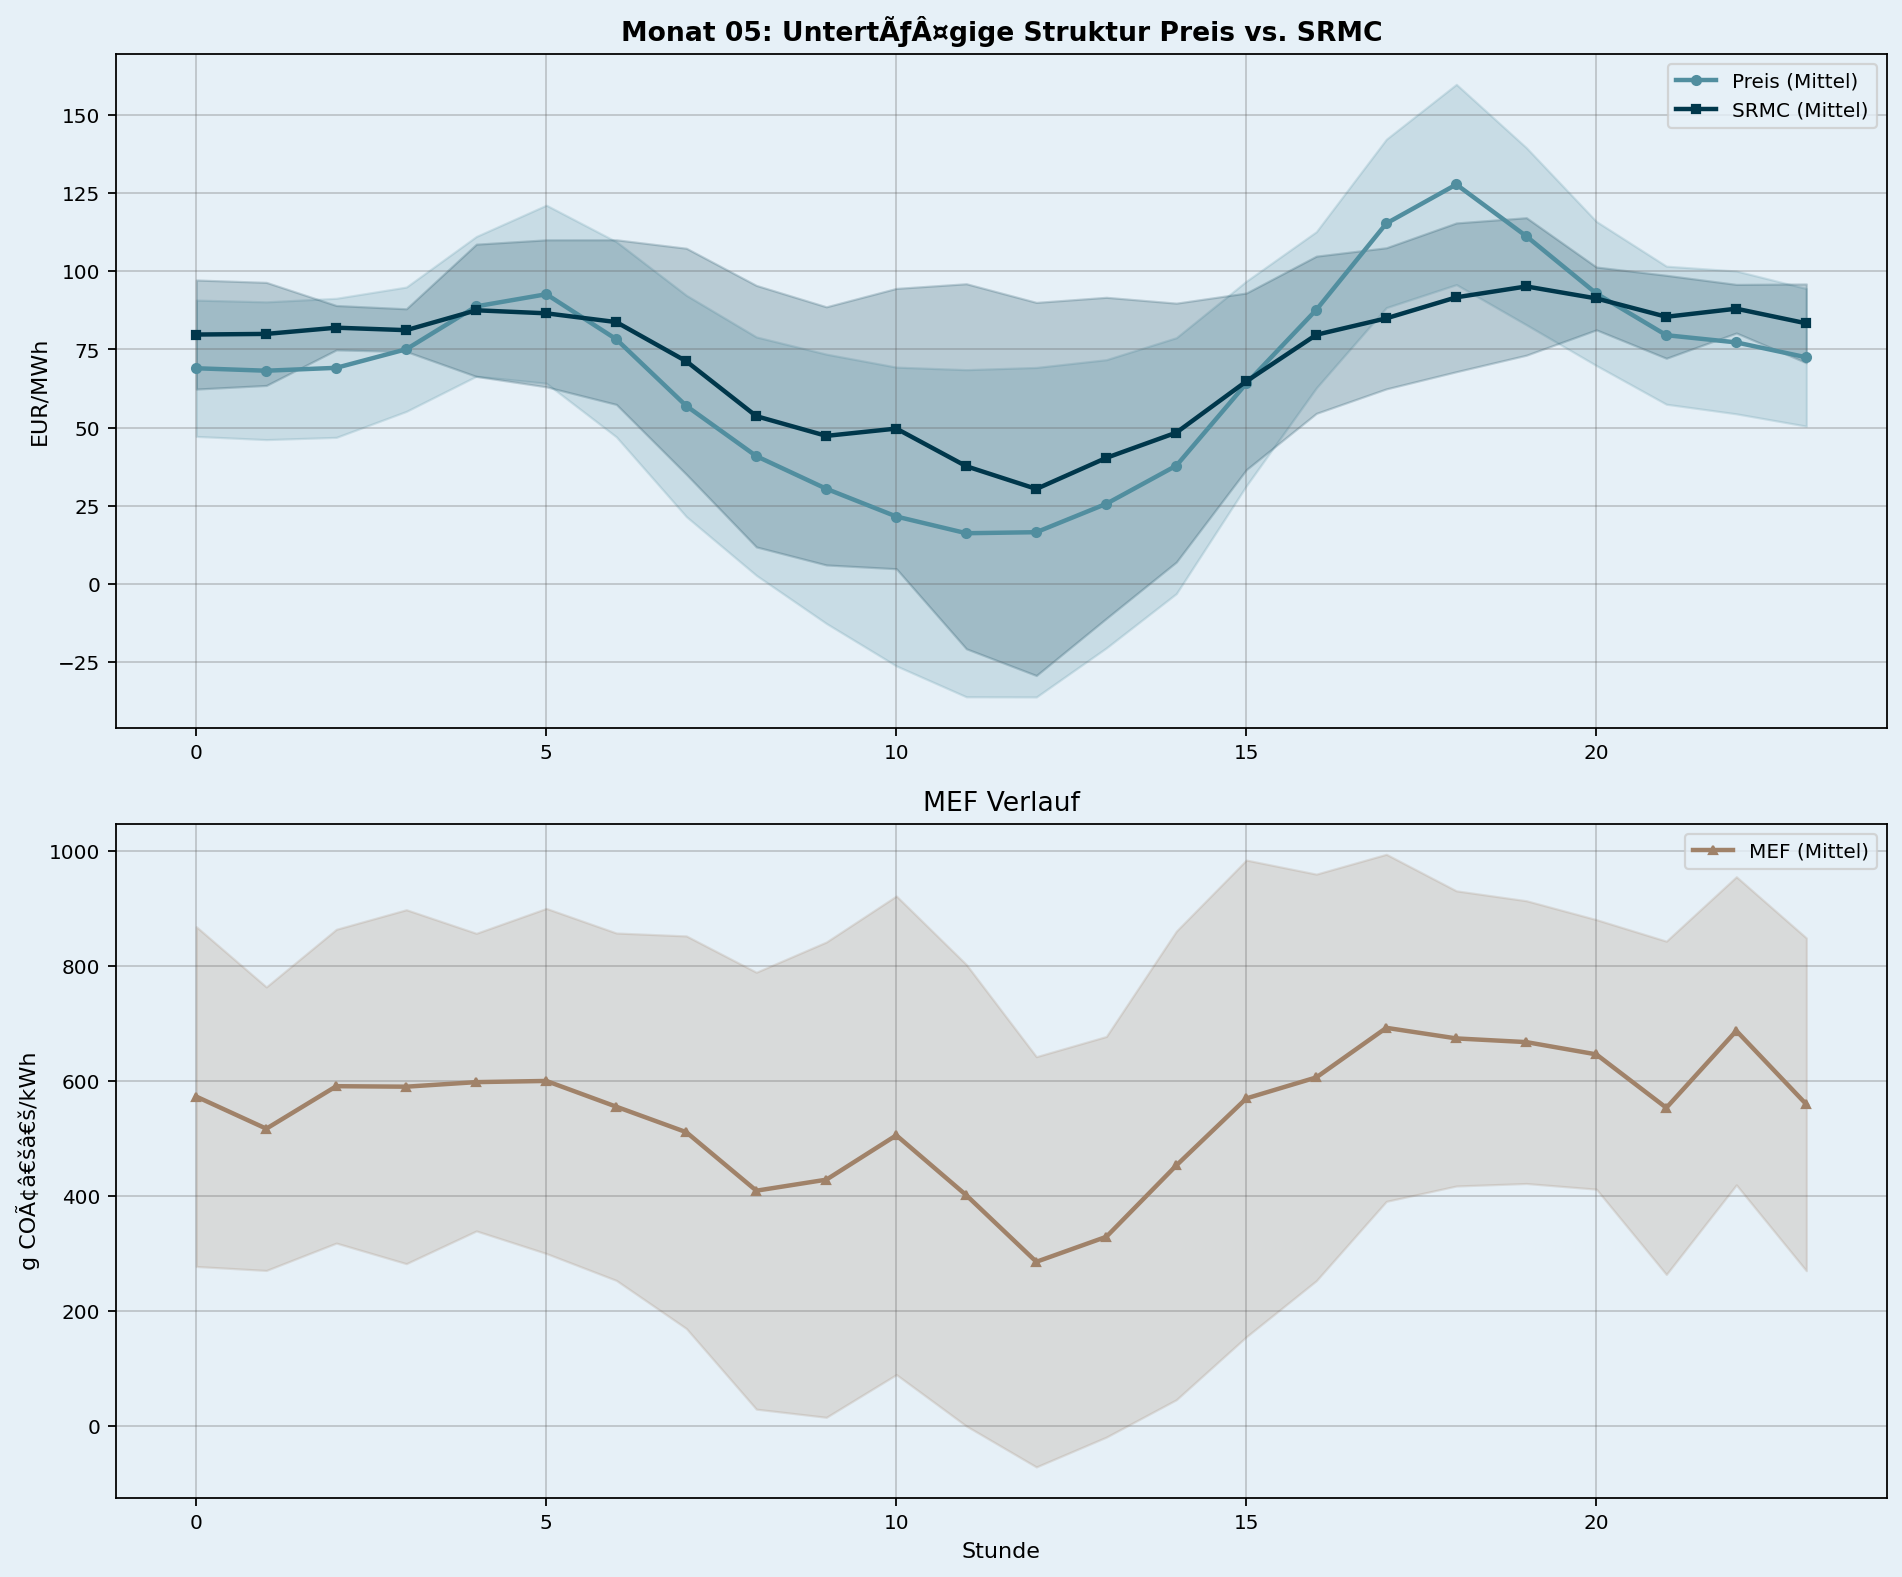 Monat 05: UntertÃƒÂ¤gige Struktur Preis vs. SRMC
Preis (Mittel)
SRMC (Mittel)
EUR/MWh
150
125
100
75
50
25
0
−25
0 5 10 15 20
MEF Verlauf
MEF (Mittel)
g COÃ¢â€šâ€š/kWh
1000
800
600
400
200
0
0 5 10 15 20
Stunde